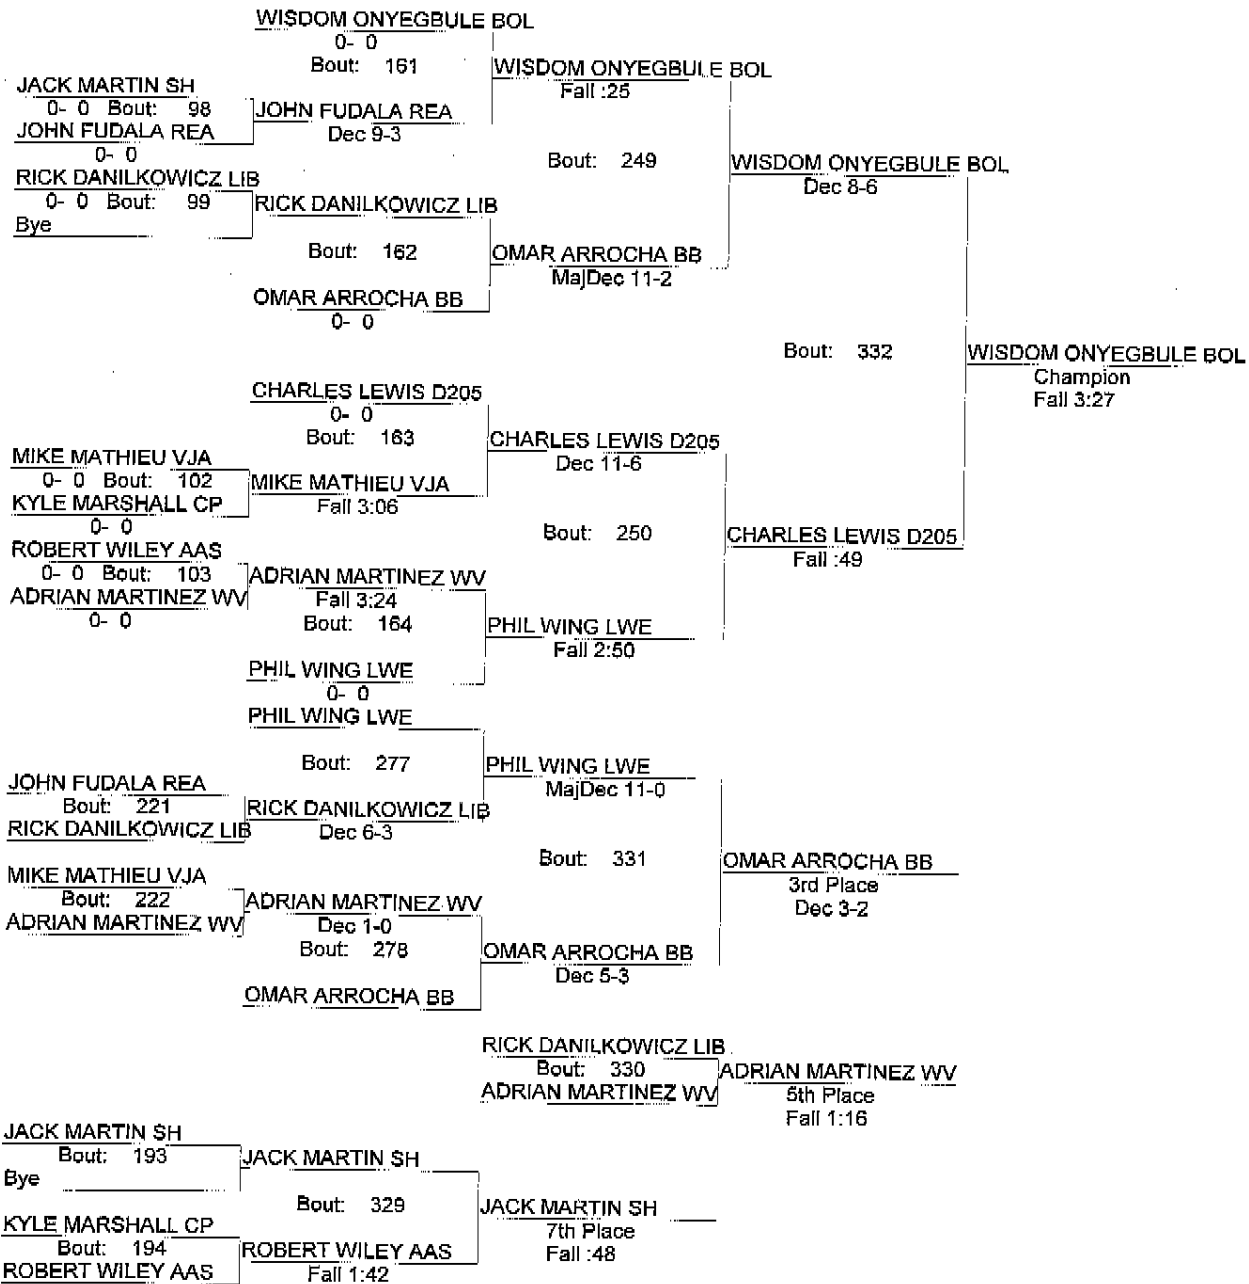 WISDOM ONYEGBULE BOL
0- 0
Bout: 161
WISDOM ONYEGBULE BOL
Fall :25
JACK MARTIN SH
0- 0 Bout: 98
JOHN FUDALA REA
Dec 9-3
JOHN FUDALA REA
0- 0
Bout: 249
WISDOM ONYEGBULE BOL
Dec 8-6
RICK DANILKOWICZ LIB
0- 0 Bout: 99
RICK DANILKOWICZ LIB
Bye
Bout: 162
OMAR ARROCHA BB
MajDec 11-2
OMAR ARROCHA BB
0- 0
Bout: 332
WISDOM ONYEGBULE BOL
Champion
Fall 3:27
CHARLES LEWIS D205
0- 0
Bout: 163
CHARLES LEWIS D205
Dec 11-6
MIKE MATHIEU VJA
0- 0 Bout: 102
MIKE MATHIEU VJA
Fall 3:06
KYLE MARSHALL CP
0- 0
Bout: 250
CHARLES LEWIS D205
Fall :49
ROBERT WILEY AAS
0- 0 Bout: 103
ADRIAN MARTINEZ WV
Fall 3:24
ADRIAN MARTINEZ WV
0- 0
Bout: 164
PHIL WING LWE
Fall 2:50
PHIL WING LWE
0- 0
PHIL WING LWE
Bout: 277
PHIL WING LWE
MajDec 11-0
JOHN FUDALA REA
Bout: 221
RICK DANILKOWICZ LIB
Dec 6-3
RICK DANILKOWICZ LIB
Bout: 331
OMAR ARROCHA BB
3rd Place
Dec 3-2
MIKE MATHIEU VJA
Bout: 222
ADRIAN MARTINEZ WV
Dec 1-0
ADRIAN MARTINEZ WV
Bout: 278
OMAR ARROCHA BB
Dec 5-3
OMAR ARROCHA BB
RICK DANILKOWICZ LIB
Bout: 330
ADRIAN MARTINEZ WV
ADRIAN MARTINEZ WV
5th Place
Fall 1:16
JACK MARTIN SH
Bout: 193
JACK MARTIN SH
Bye
Bout: 329
JACK MARTIN SH
7th Place
Fall :48
KYLE MARSHALL CP
Bout: 194
ROBERT WILEY AAS
Fall 1:42
ROBERT WILEY AAS